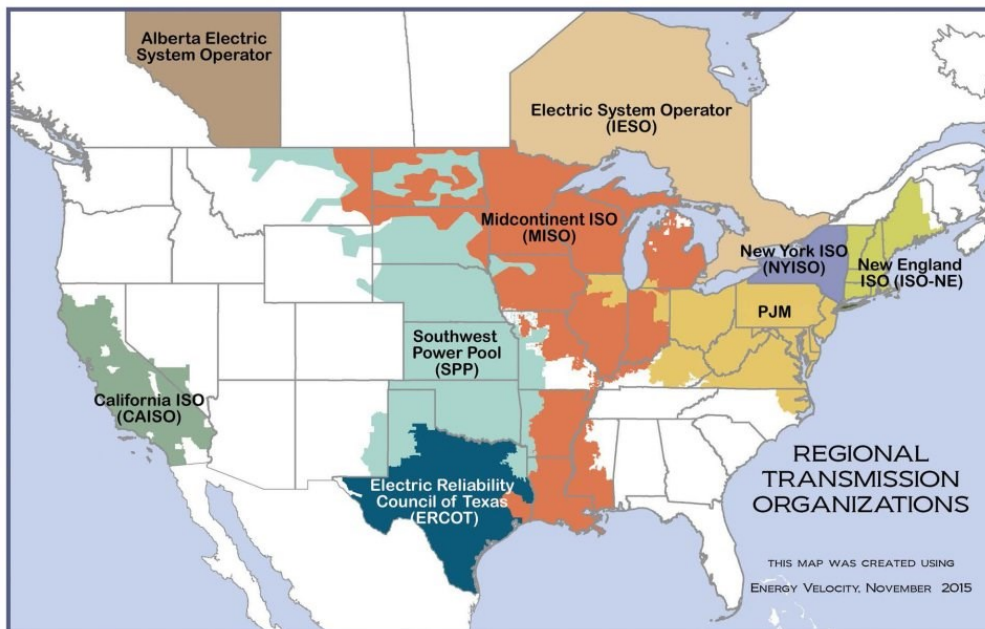 Alberta Electric
System Operator
Electric System Operator
(IESO)
Midcontinent ISO
(MISO)
New York ISO
(NYISO)
New England
ISO (ISO-NE)
PJM
Southwest
Power Pool
(SPP)
California ISO
(CAISO)
Electric Reliability
Council of Texas
(ERCOT)
REGIONAL
TRANSMISSION
ORGANIZATIONS
THIS MAP WAS CREATED USING
ENERGY VELOCITY, NOVEMBER 2015